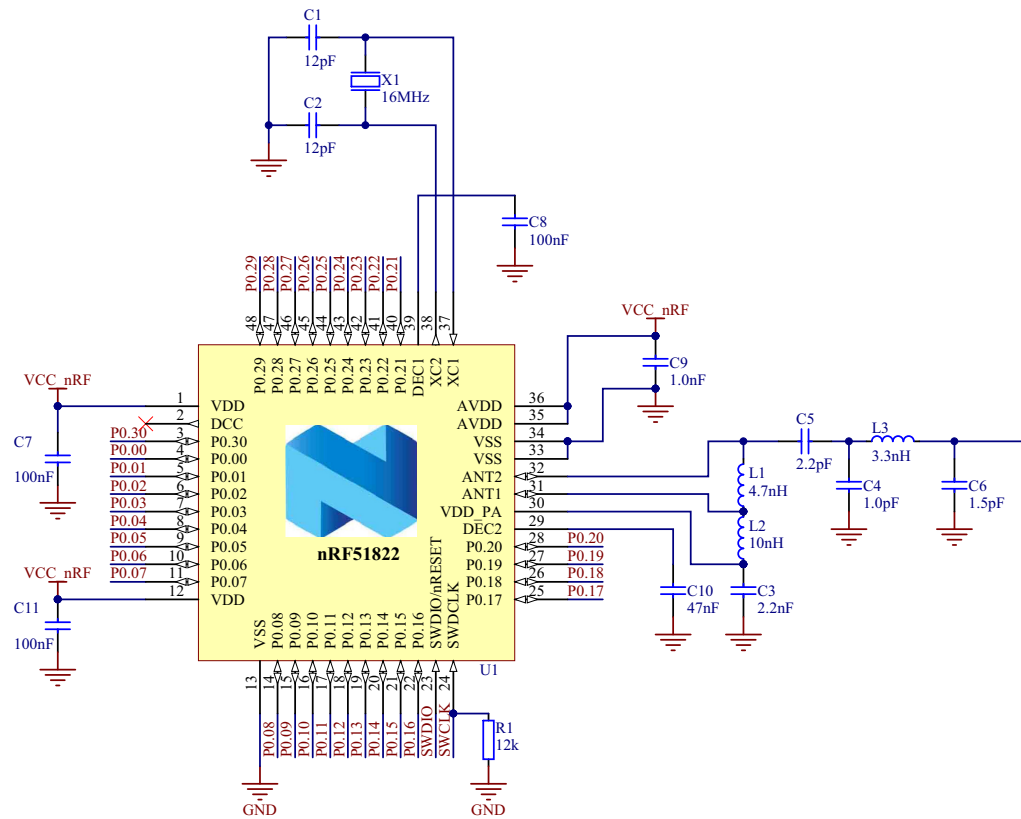 C1
12pF
X1
16MHz
C2
12pF
C8
100nF
P0.29
P0.28
P0.27
P0.26
P0.25
P0.24
P0.23
P0.22
P0.21
48
47
46
45
44
43
42
41
40
39
38
37
P0.29
P0.28
P0.27
P0.26
P0.25
P0.24
P0.23
P0.22
P0.21
DEC1
XC2
XC1
VCC_nRF
C9
1.0nF
VCC_nRF
C7
100nF
VCC_nRF
C11
100nF
P0.30
P0.00
P0.01
P0.02
P0.03
P0.04
P0.05
P0.06
P0.07
1
2
3
4
5
6
7
8
9
10
11
12
VDD
DCC
P0.30
P0.00
P0.01
P0.02
P0.03
P0.04
P0.05
P0.06
P0.07
VDD
nRF51822
AVDD
AVDD
VSS
VSS
ANT2
ANT1
VDD_PA
DEC2
P0.20
P0.19
P0.18
P0.17
36
35
34
33
32
31
30
29
28
27
26
25
P0.20
P0.19
P0.18
P0.17
C5
2.2pF
L3
3.3nH
L1
4.7nH
C4
1.0pF
C6
1.5pF
L2
10nH
C10
47nF
C3
2.2nF
VSS
P0.08
P0.09
P0.10
P0.11
P0.12
P0.13
P0.14
P0.15
P0.16
SWDIO/nRESET
SWDCLK
U1
13
14
15
16
17
18
19
20
21
22
23
24
P0.08
P0.09
P0.10
P0.11
P0.12
P0.13
P0.14
P0.15
P0.16
SWDIO
SWCLK
R1
12k
GND
GND